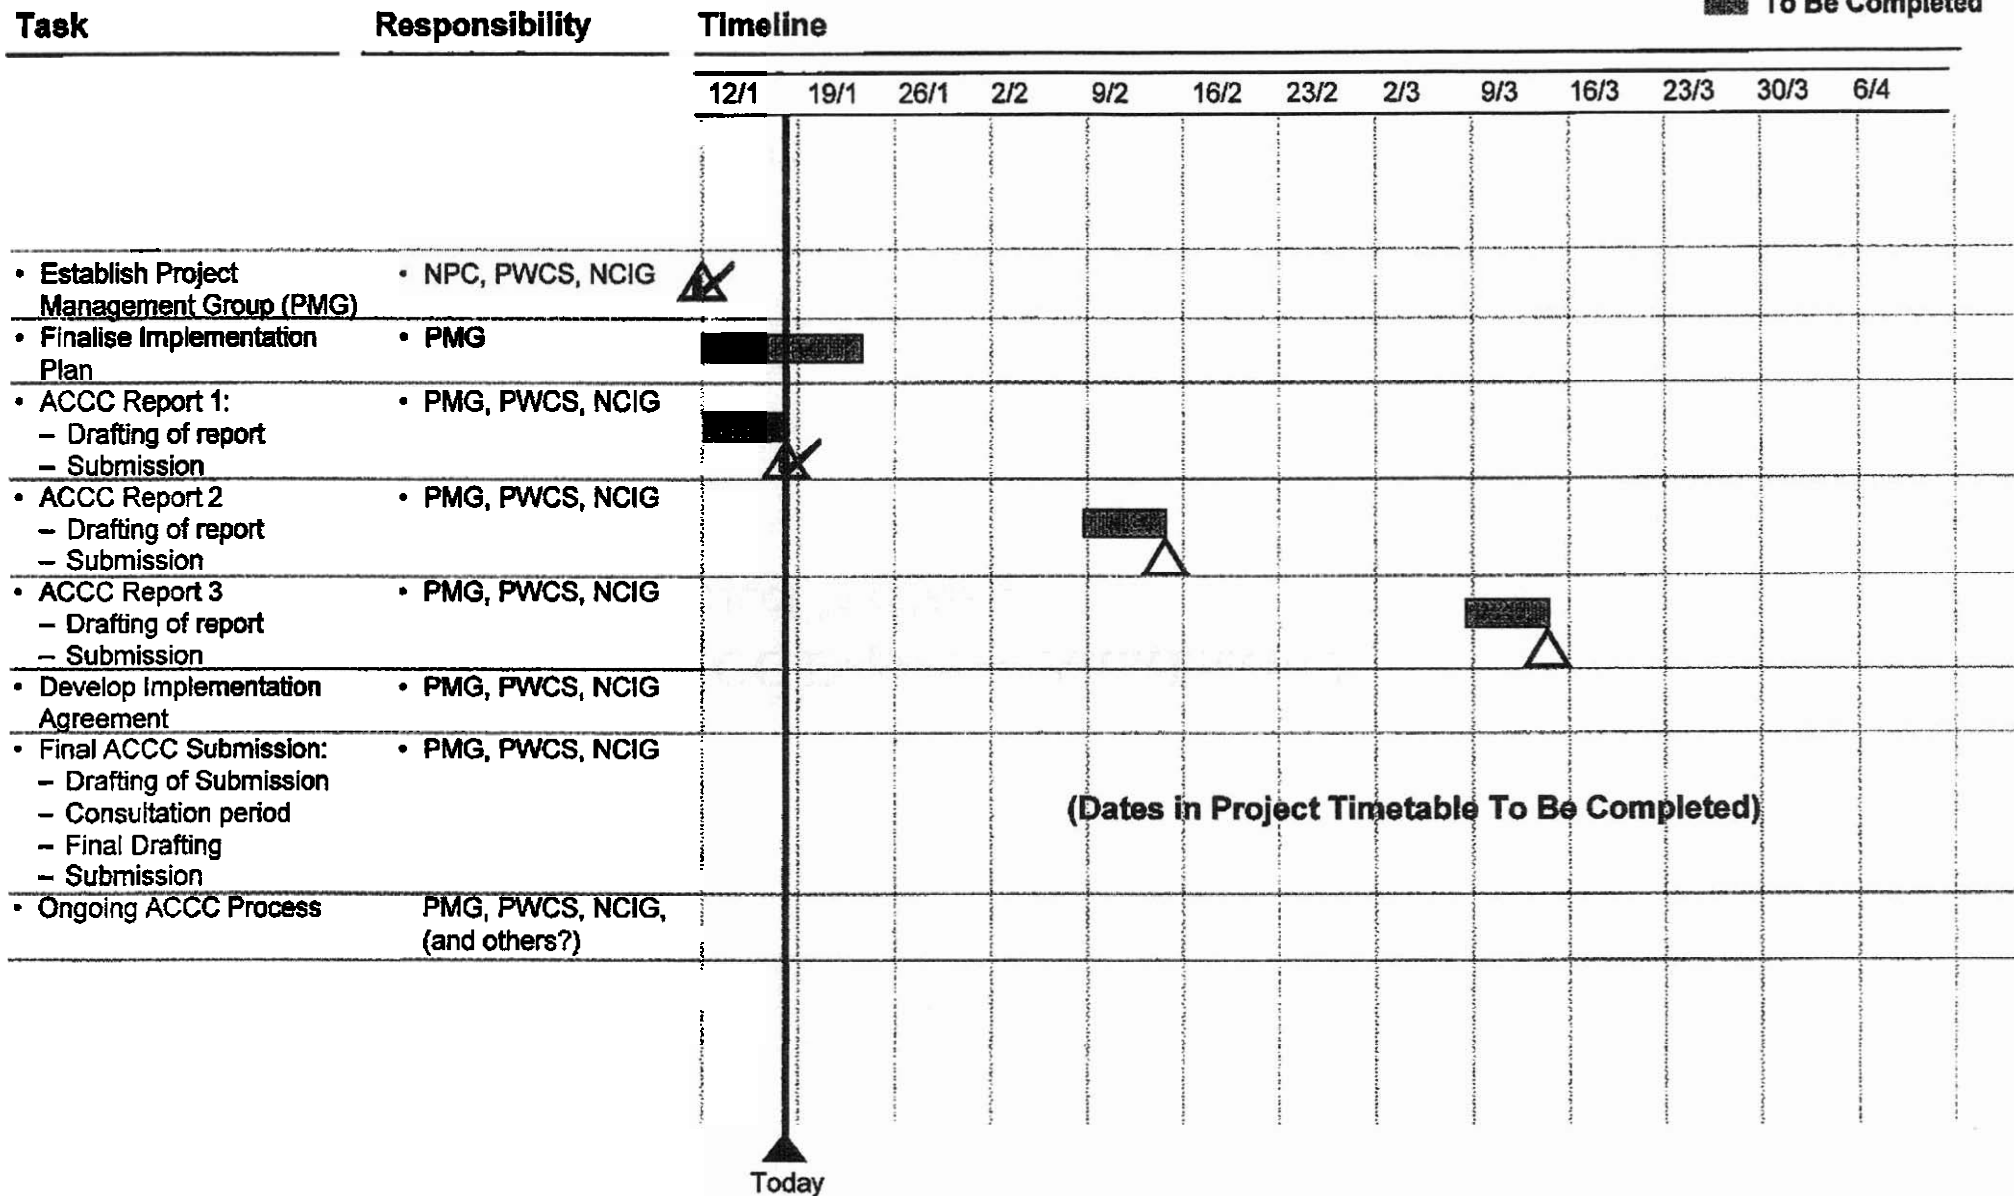 To Be Completed
Task Responsibility Timeline
12/1 19/1 26/1 2/2 9/2 16/2 23/2 2/3 9/3 16/3 23/3 30/3 6/4
• Establish Project • NPC, PWCS, NCIG
Management Group (PMG)
• Finalise Implementation • PMG
Plan
• ACCC Report 1: • PMG, PWCS, NCIG
– Drafting of report
– Submission
• ACCC Report 2 • PMG, PWCS, NCIG
– Drafting of report
– Submission
• ACCC Report 3 • PMG, PWCS, NCIG
– Drafting of report
– Submission
• Develop Implementation • PMG, PWCS, NCIG
Agreement
• Final ACCC Submission: • PMG, PWCS, NCIG
– Drafting of Submission
– Consultation period (Dates in Project Timetable To Be Completed)
– Final Drafting
– Submission
• Ongoing ACCC Process PMG, PWCS, NCIG,
(and others?)
Today